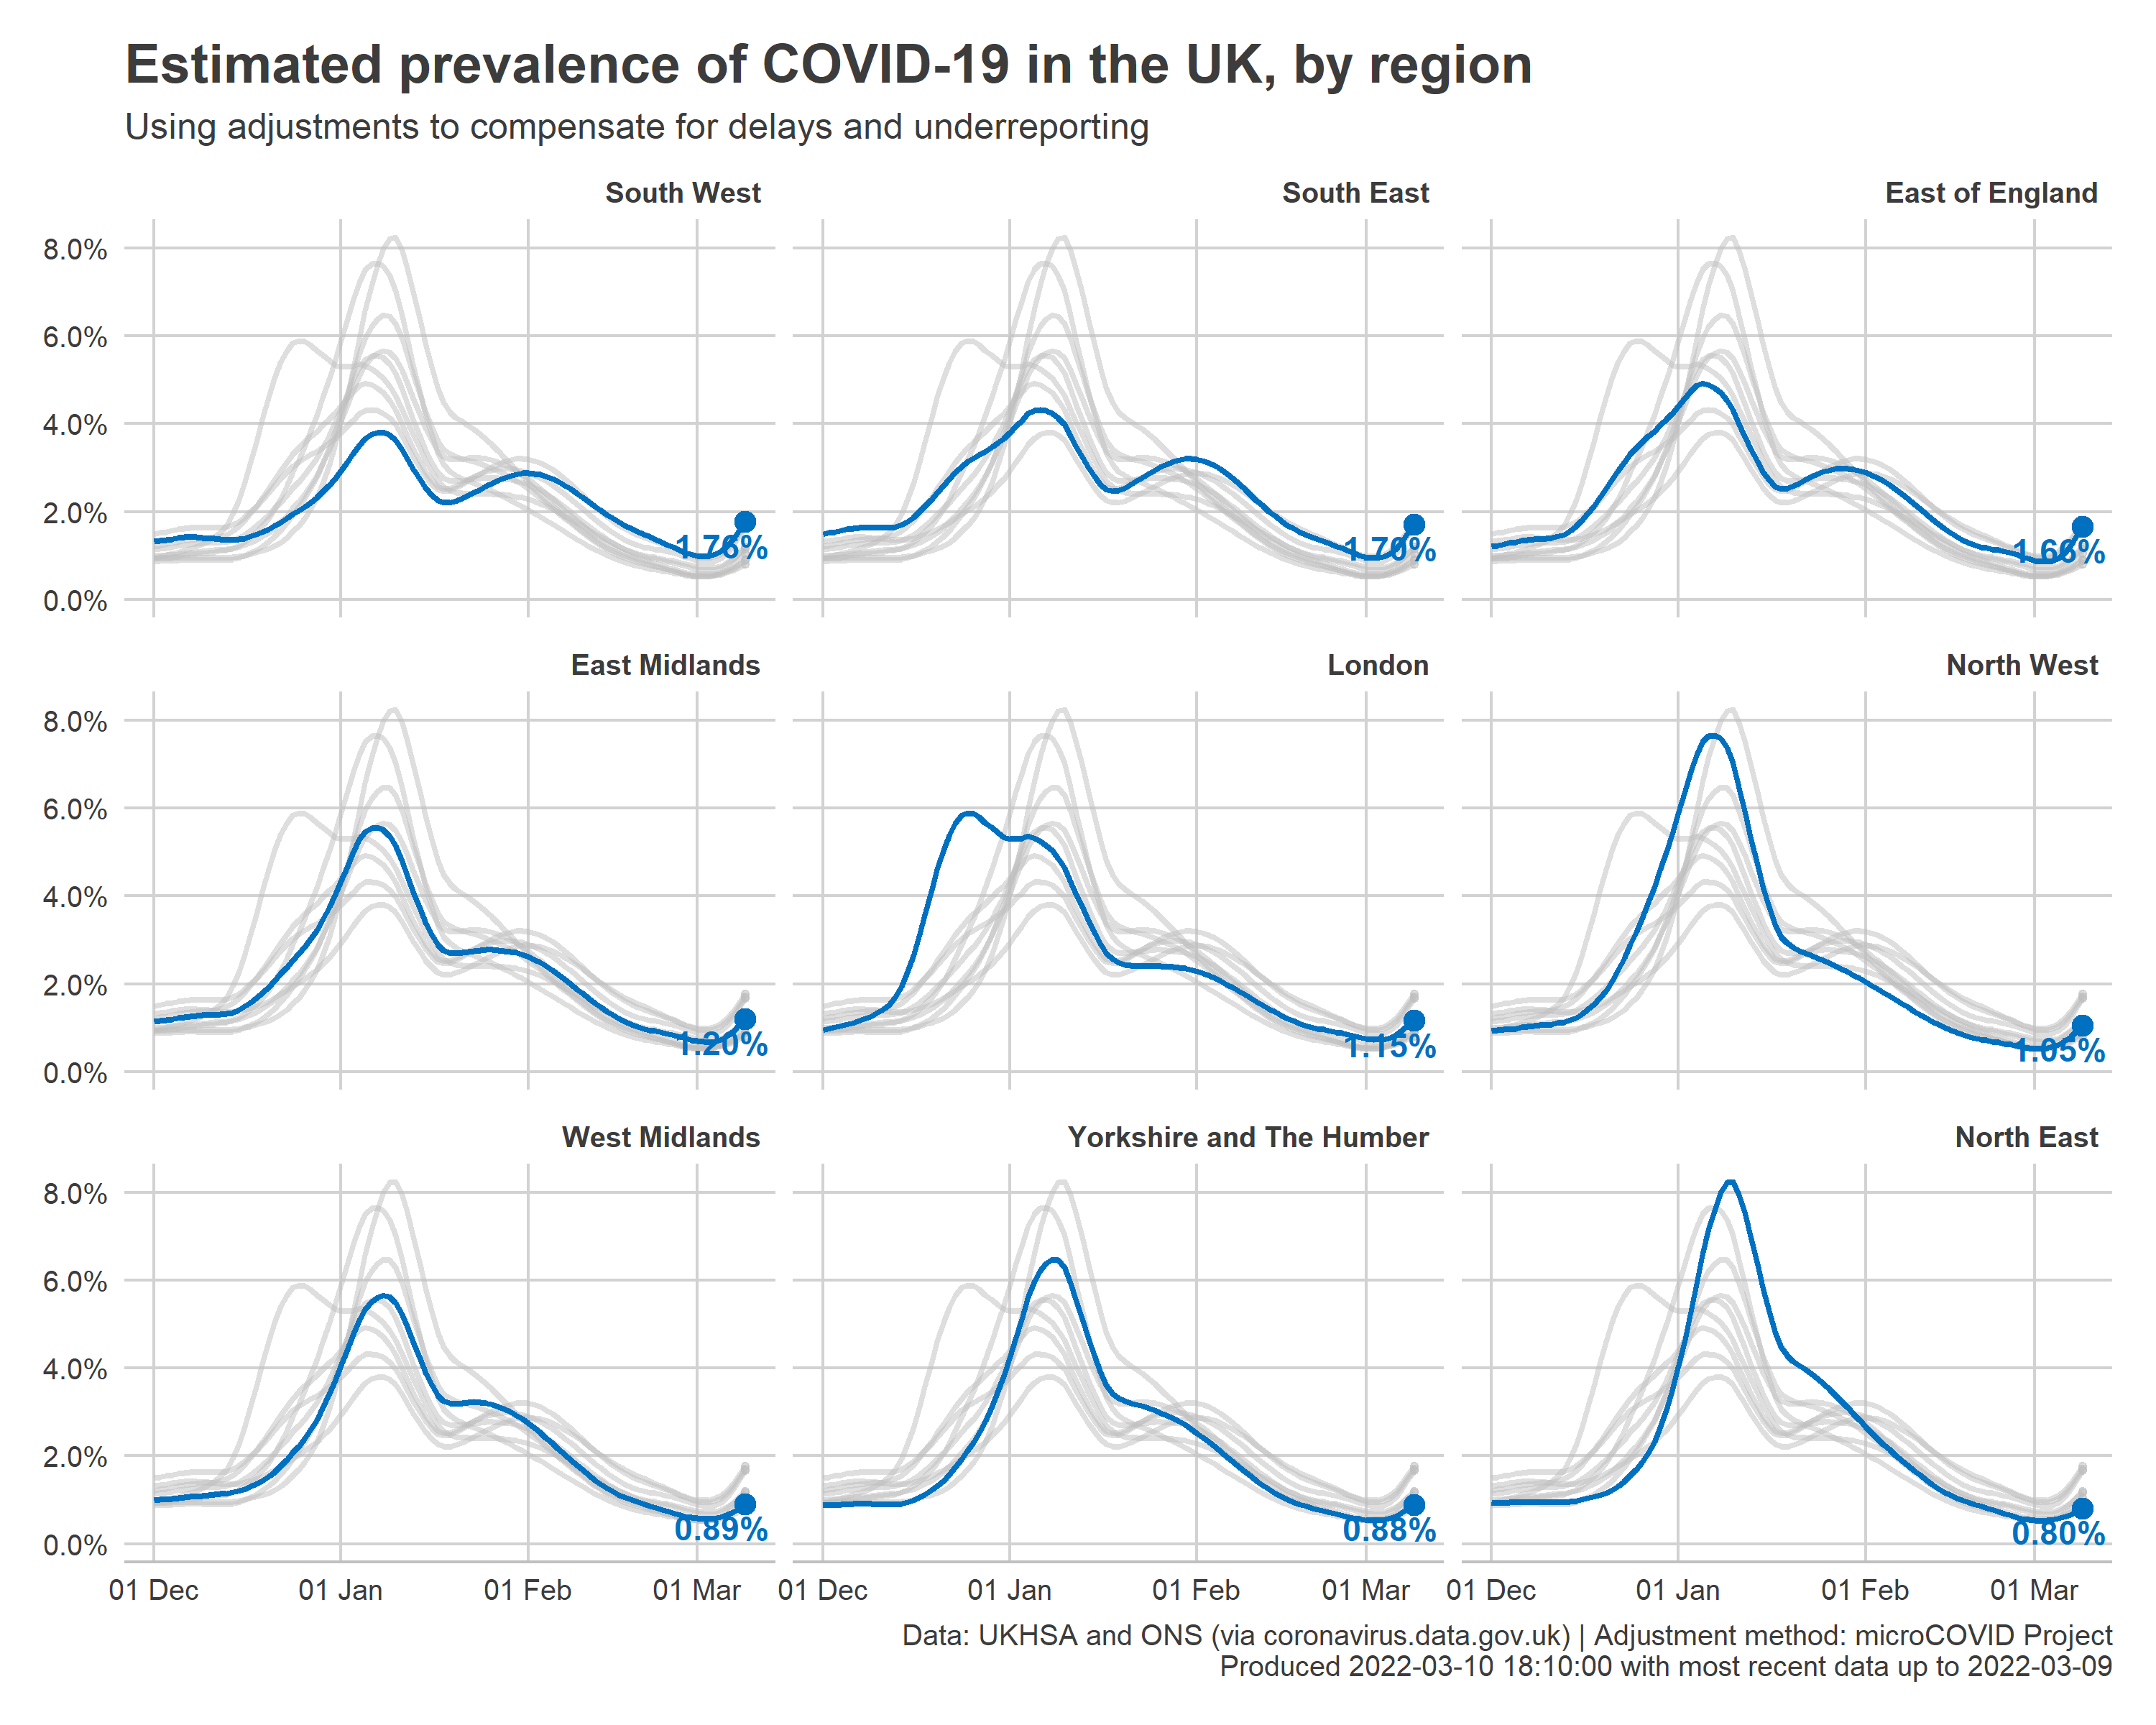 Estimated prevalence of COVID-19 in the UK, by region
Using adjustments to compensate for delays and underreporting
South West
South East
East of England
8.0%
6.0%
4.0%
2.0%
0.0%
1.76%
1.70%
1.66%
East Midlands
London
North West
8.0%
6.0%
4.0%
2.0%
0.0%
1.20%
1.15%
1.05%
West Midlands
Yorkshire and The Humber
North East
8.0%
6.0%
4.0%
2.0%
0.0%
0.89%
0.88%
0.80%
01 Dec 01 Jan 01 Feb 01 Mar 01 Dec 01 Jan 01 Feb 01 Mar 01 Dec 01 Jan 01 Feb 01 Mar
Data: UKHSA and ONS (via coronavirus.data.gov.uk) | Adjustment method: microCOVID Project
Produced 2022-03-10 18:10:00 with most recent data up to 2022-03-09